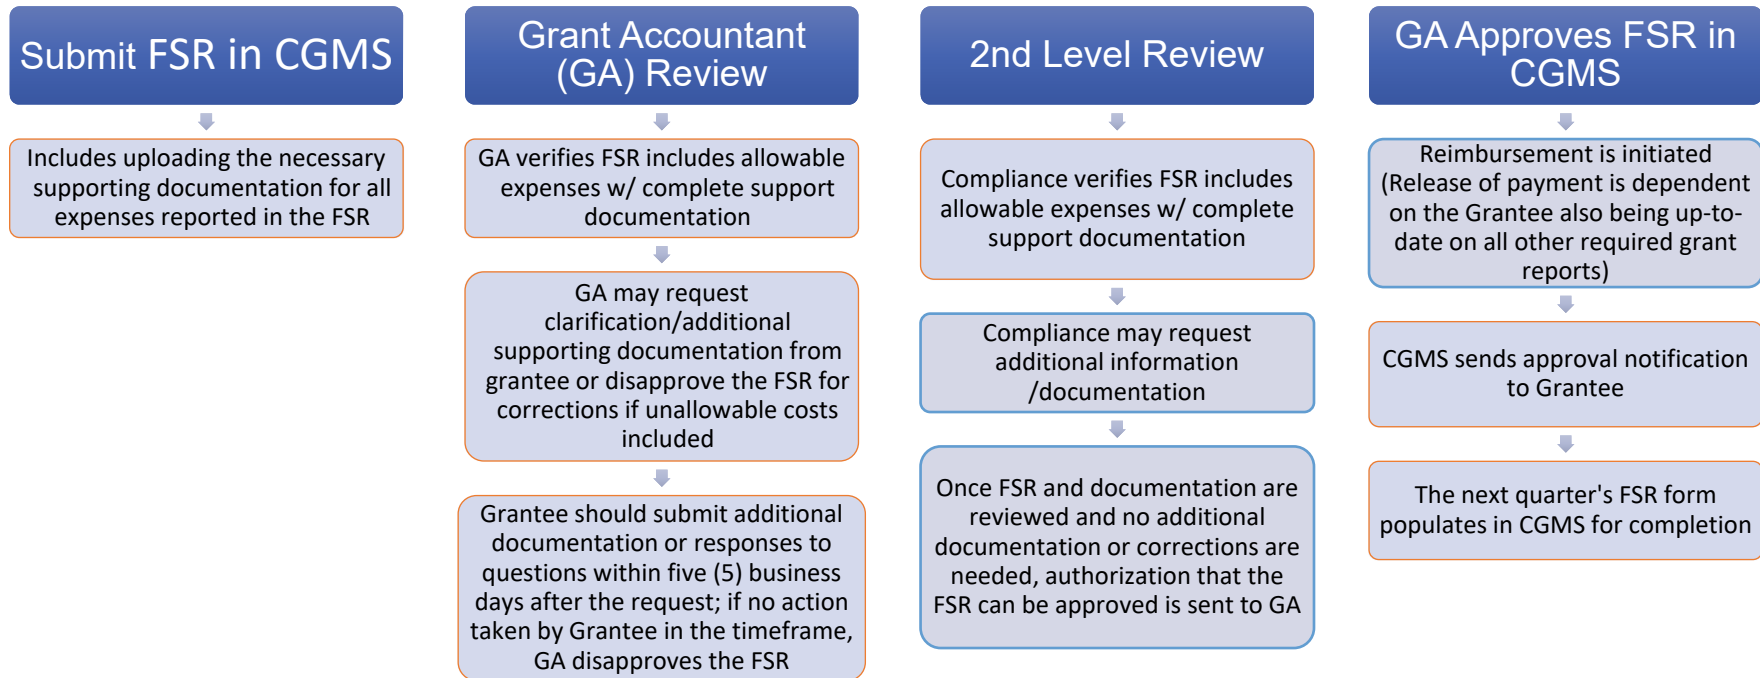 Submit FSR in CGMS
Includes uploading the necessary
supporting documentation for all
expenses reported in the FSR
Grant Accountant
(GA) Review
GA verifies FSR includes allowable
expenses w/ complete support
documentation
GA may request
clarification/additional
supporting documentation from
grantee or disapprove the FSR for
corrections if unallowable costs
included
Grantee should submit additional
documentation or responses to
questions within five (5) business
days after the request; if no action
taken by Grantee in the timeframe,
GA disapproves the FSR
2nd Level Review
Compliance verifies FSR includes
allowable expenses w/ complete
support documentation
Compliance may request
additional information
/documentation
Once FSR and documentation are
reviewed and no additional
documentation or corrections are
needed, authorization that the
FSR can be approved is sent to GA
GA Approves FSR in
CGMS
Reimbursement is initiated
(Release of payment is dependent
on the Grantee also being up-to-
date on all other required grant
reports)
CGMS sends approval notification
to Grantee
The next quarter's FSR form
populates in CGMS for completion